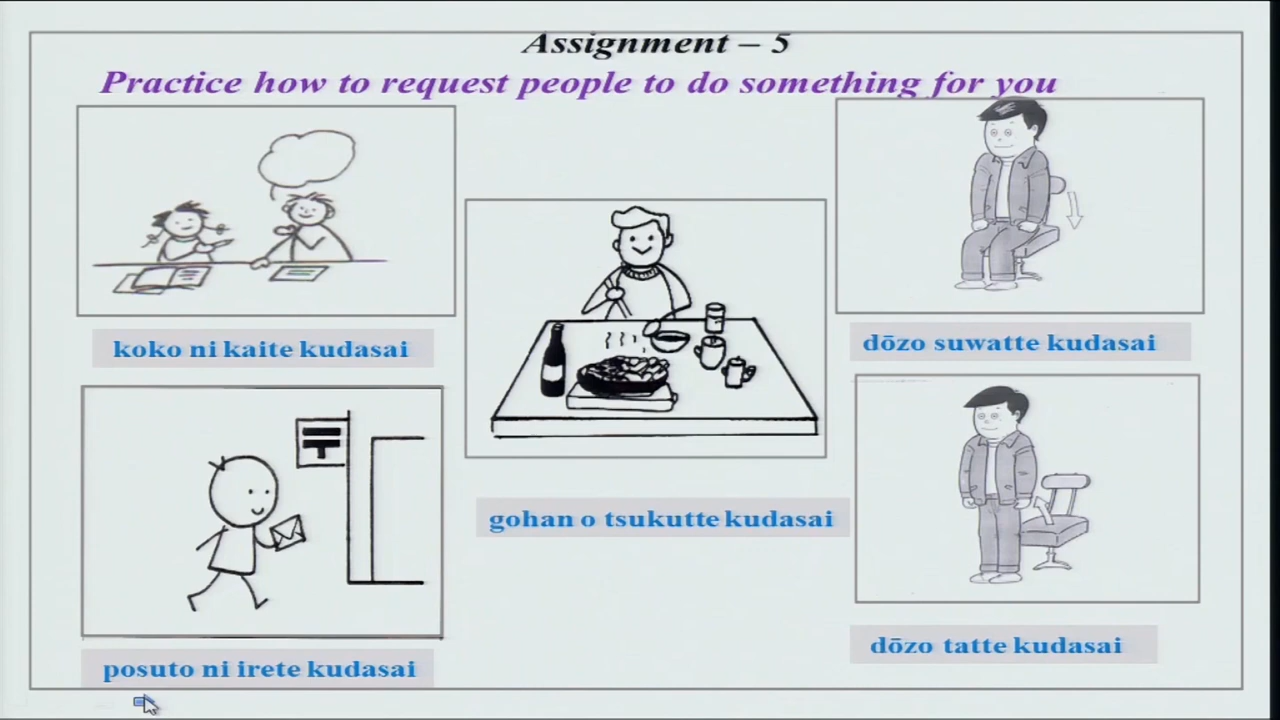 Assignment – 5
Practice how to request people to do something for you
koko ni kaite kudasai
dōzo suwatte kudasai
gohan o tsukutte kudasai
dōzo tatte kudasai
posuto ni irete kudasai